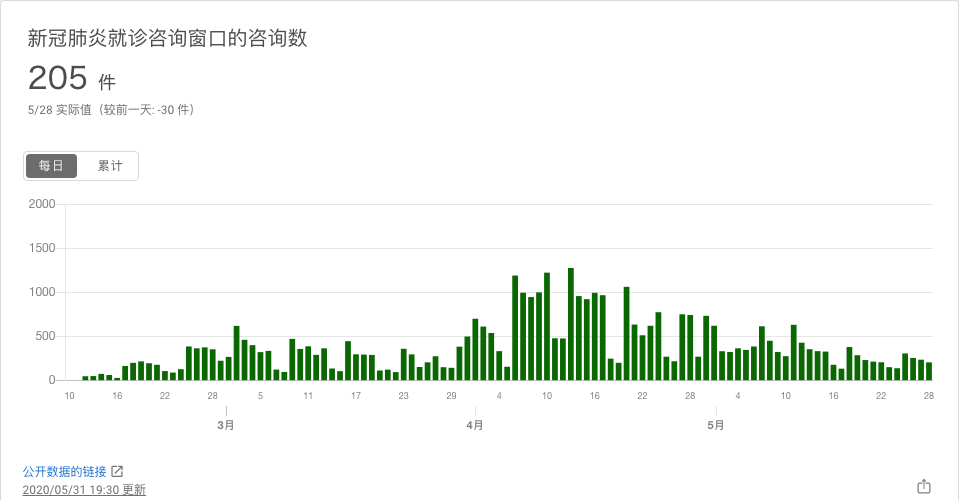 新冠肺炎就诊咨询窗口的咨询数
205 件
5/28 实际值（较前一天: -30 件）
每日 累计
2000
1500
1000
500
0
10 16 22 28 5 11 17 23 29 4 10 16 22 28 4 10 16 22 28
3月 4月 5月
公开数据的链接
2020/05/31 19:30 更新